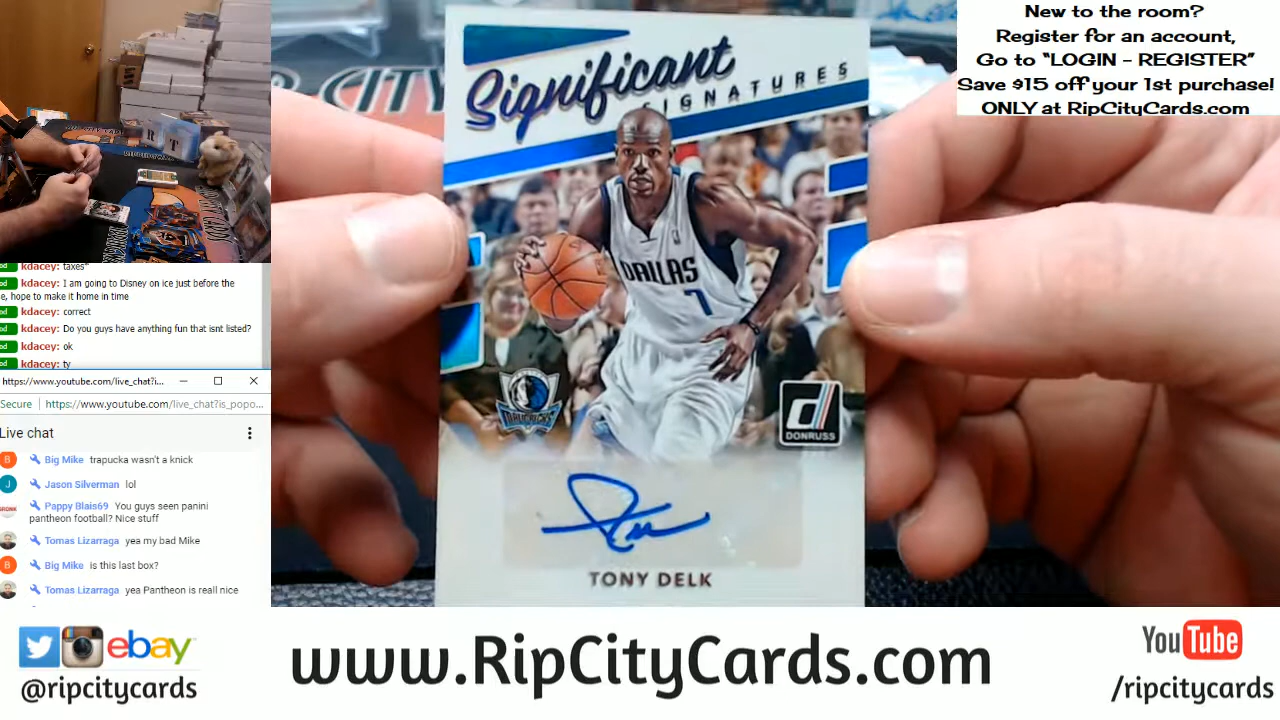 New to the room?
Register for an account,
Go to “LOGIN - REGISTER”
Save $15 off your 1st purchase!
ONLY at RipCityCards.com
CITY
R T
Significant
SIGNATURES
DALLAS
7
DONRUSS
TONY DELK
kdacey: taxes*
kdacey: I am going to Disney on ice just before the
e, hope to make it home in time
kdacey: correct
kdacey: Do you guys have anything fun that isnt listed?
kdacey: ok
kdacey: ty
https://www.youtube.com/live_chat?i...
Secure https://www.youtube.com/live_chat?is_popo...
Live chat
B Big Mike trapucka wasn't a knick
J Jason Silverman lol
Pappy Blais69 You guys seen panini
pantheon football? Nice stuff
Tomas Lizarraga yea my bad Mike
B Big Mike is this last box?
Tomas Lizarraga yea Pantheon is reall nice
ebay
@ripcitycards
www.RipCityCards.com
YouTube
/ripcitycards